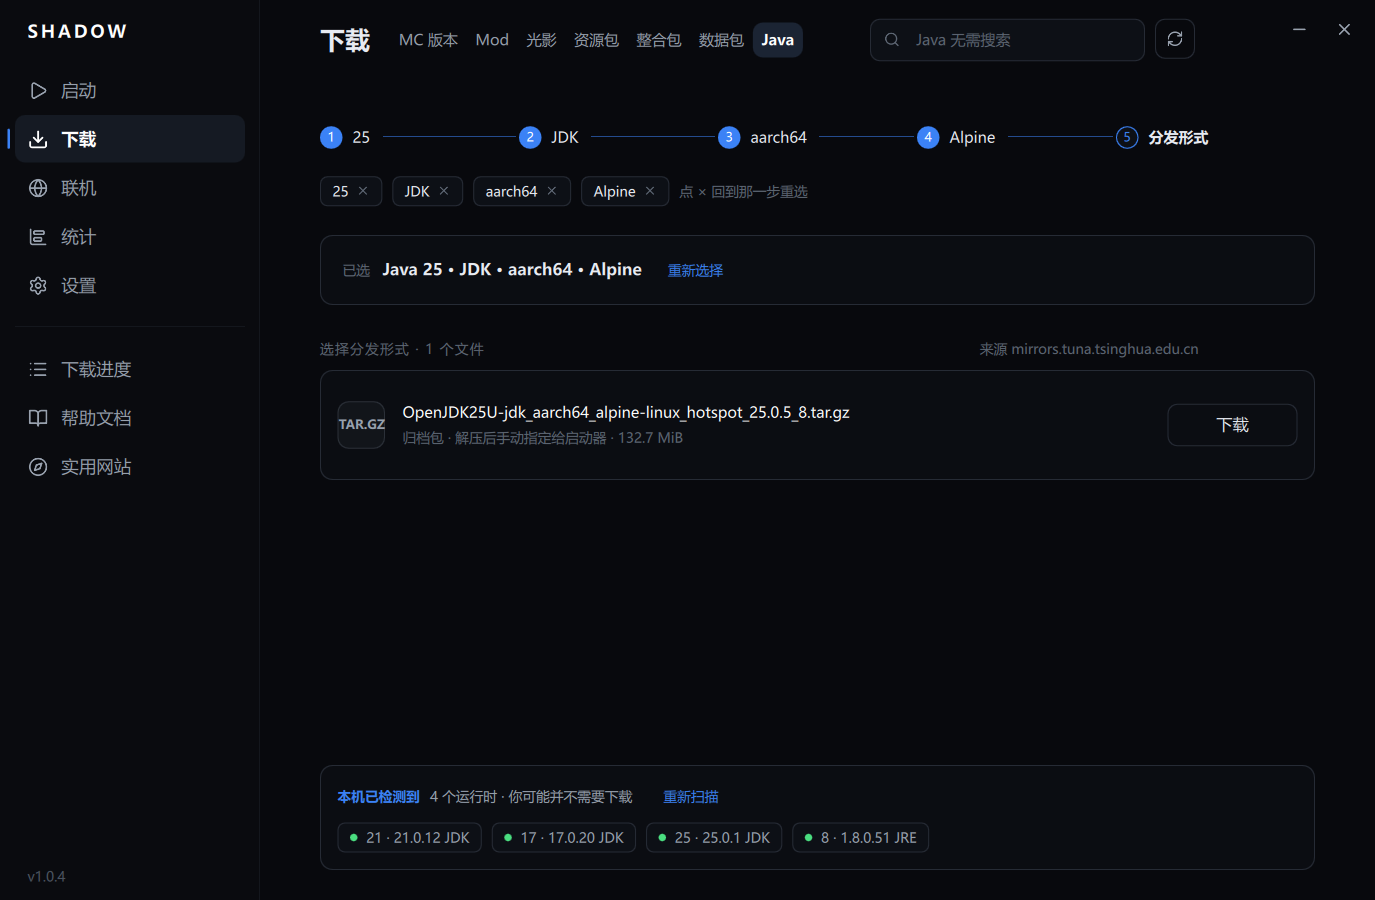 SHADOW
启动
下载
联机
统计
设置
下载进度
帮助文档
实用网站
v1.0.4
下载 MC 版本 Mod 光影 资源包 整合包 数据包 Java
Java 无需搜索
1 25 2 JDK 3 aarch64 4 Alpine 5 分发形式
25 × JDK × aarch64 × Alpine × 点 × 回到那一步重选
已选 Java 25 • JDK • aarch64 • Alpine 重新选择
选择分发形式 · 1 个文件 来源 mirrors.tuna.tsinghua.edu.cn
TAR.GZ
OpenJDK25U-jdk_aarch64_alpine-linux_hotspot_25.0.5_8.tar.gz
归档包 · 解压后手动指定给启动器 · 132.7 MiB
下载
本机已检测到 4 个运行时 · 你可能并不需要下载 重新扫描
21 · 21.0.12 JDK 17 · 17.0.20 JDK 25 · 25.0.1 JDK 8 · 1.8.0.51 JRE